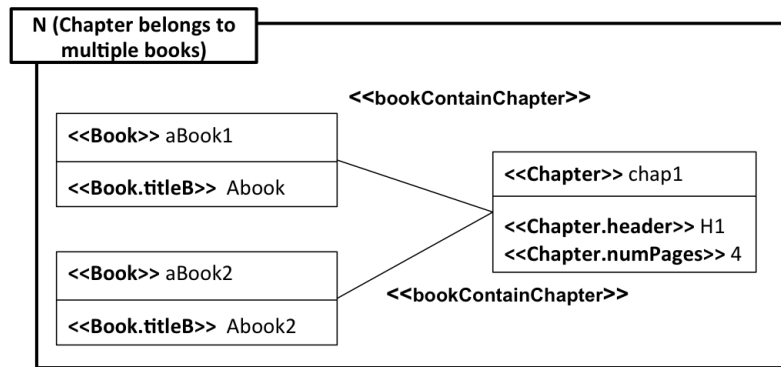 N (Chapter belongs to
multiple books)
<<bookContainChapter>>
<<Book>> aBook1
<<Book.titleB>> Abook
<<Chapter>> chap1
<<Chapter.header>> H1
<<Chapter.numPages>> 4
<<Book>> aBook2
<<Book.titleB>> Abook2
<<bookContainChapter>>